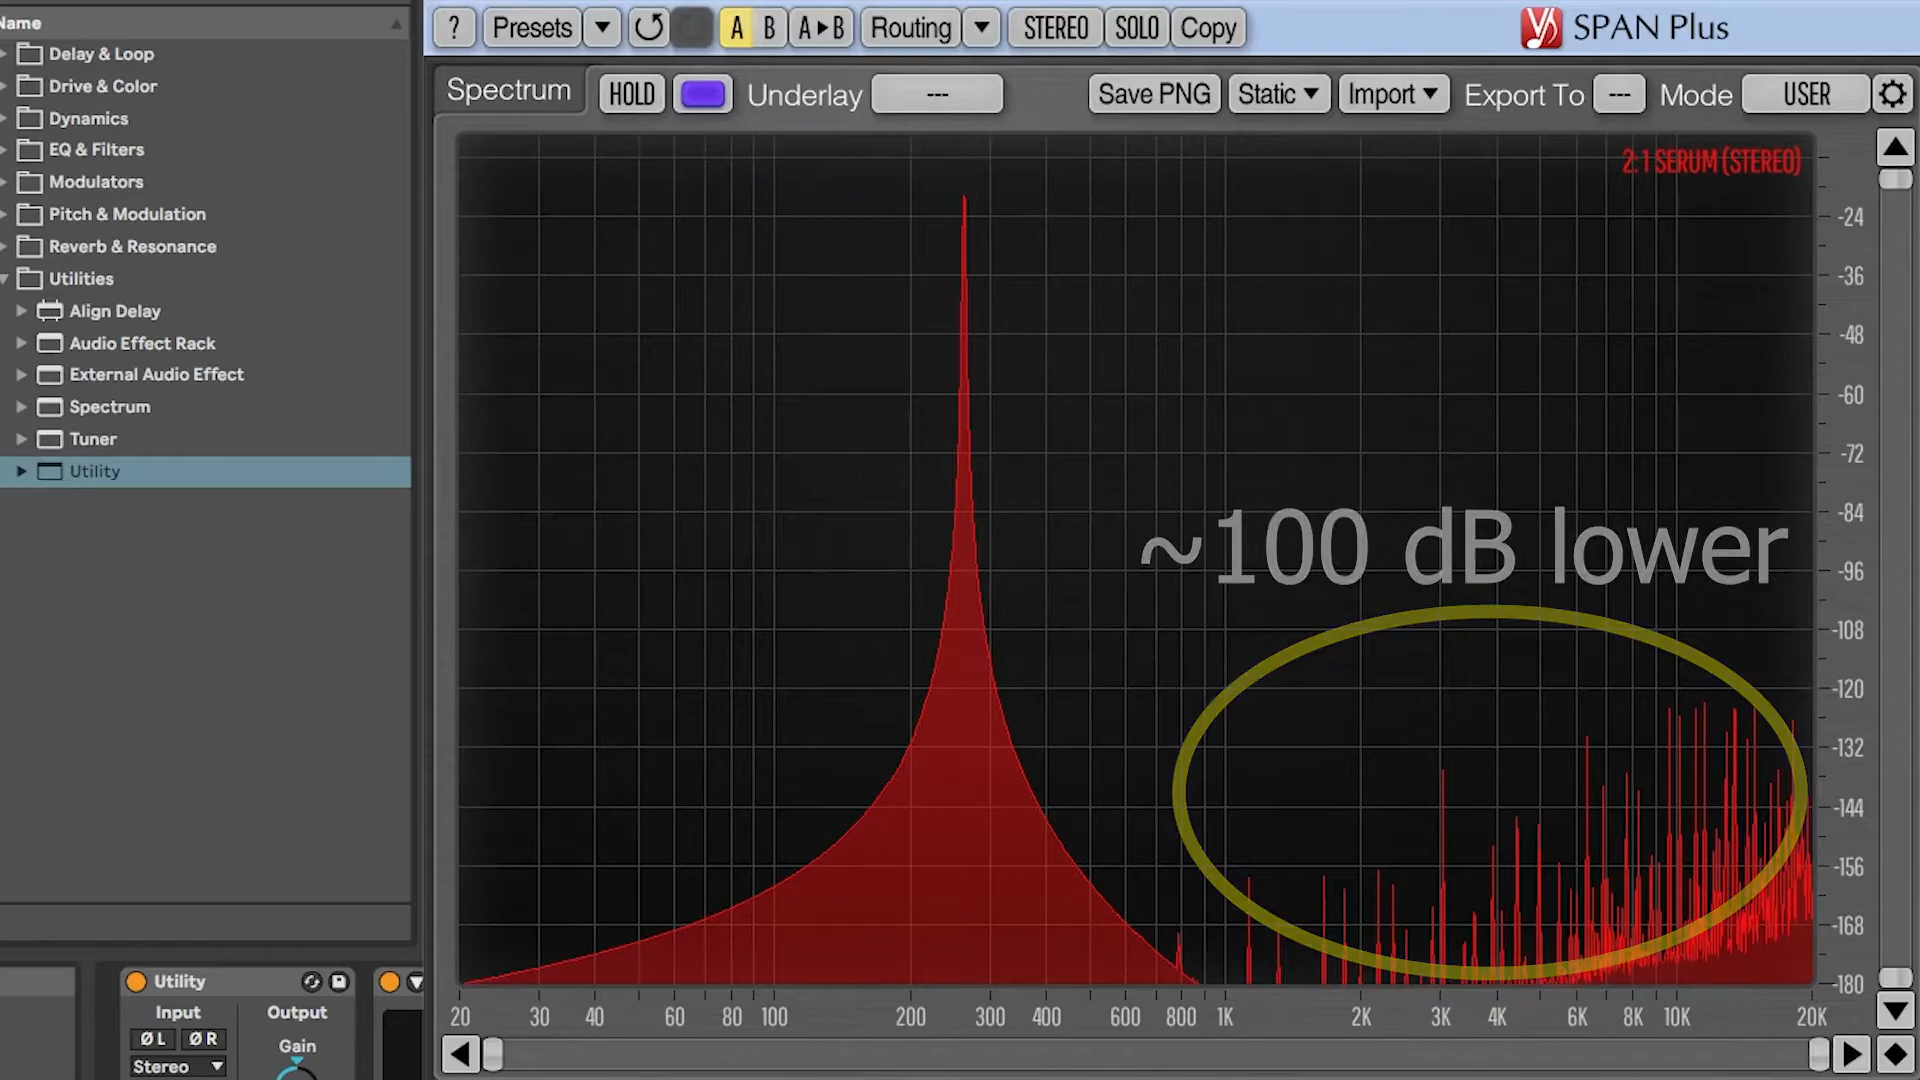 Name
Delay & Loop
Drive & Color
Dynamics
EQ & Filters
Modulators
Pitch & Modulation
Reverb & Resonance
Utilities
Align Delay
Audio Effect Rack
External Audio Effect
Spectrum
Tuner
Utility
? Presets A B A▸B Routing STEREO SOLO Copy SPAN Plus
Spectrum HOLD Underlay --- Save PNG Static Import Export To --- Mode USER
2:1 SERUM (STEREO)
-24
-36
-48
-60
-72
-84
-96
-108
-120
-132
-144
-156
-168
-180
~100 dB lower
20 30 40 60 80 100 200 300 400 600 800 1K 2K 3K 4K 6K 8K 10K 20K
Utility
Input Output
Ø L Ø R
Gain
Stereo